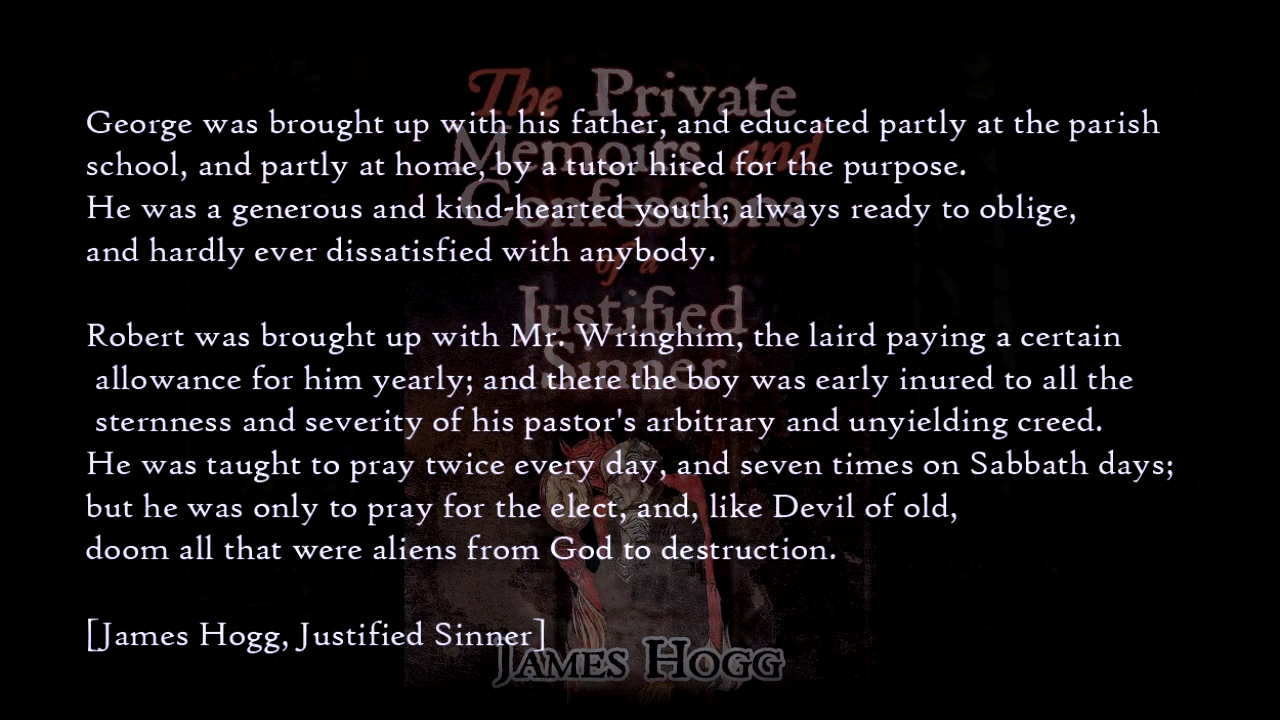 The Private
Memoirs and
Confessions
of a
Justified
Sinner
George was brought up with his father, and educated partly at the parish
school, and partly at home, by a tutor hired for the purpose.
He was a generous and kind-hearted youth; always ready to oblige,
and hardly ever dissatisfied with anybody.
Robert was brought up with Mr. Wringhim, the laird paying a certain
allowance for him yearly; and there the boy was early inured to all the
sternness and severity of his pastor's arbitrary and unyielding creed.
He was taught to pray twice every day, and seven times on Sabbath days;
but he was only to pray for the elect, and, like Devil of old,
doom all that were aliens from God to destruction.
[James Hogg, Justified Sinner]
James Hogg